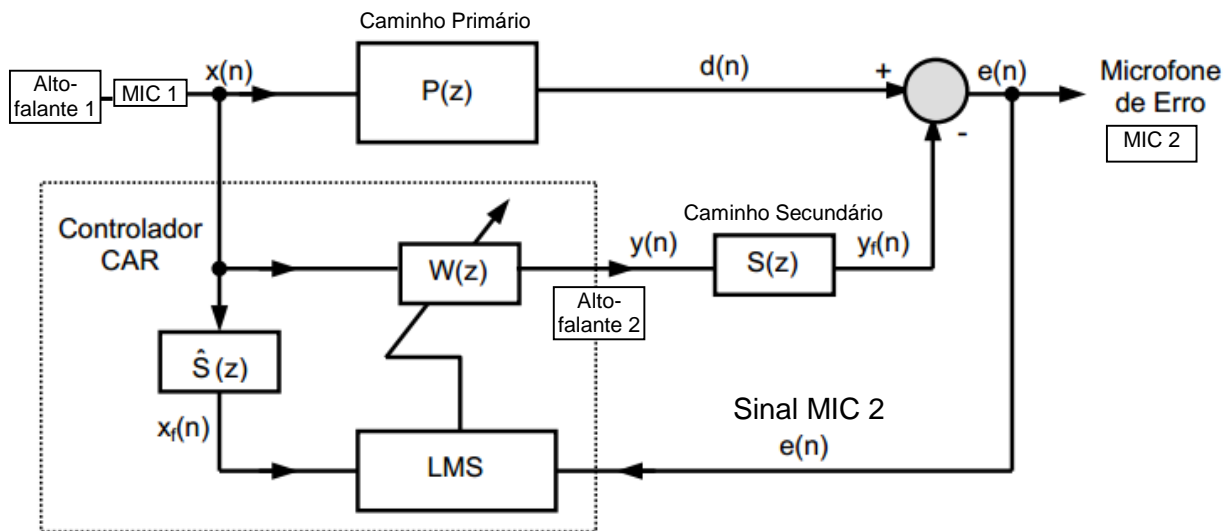 Caminho Primário
Alto-
falante 1
MIC 1
x(n)
P(z)
d(n)
+
-
e(n)
Microfone
de Erro
MIC 2
Controlador
CAR
W(z)
y(n)
Alto-
falante 2
Caminho Secundário
S(z)
yf(n)
Ŝ(z)
xf(n)
LMS
Sinal MIC 2
e(n)